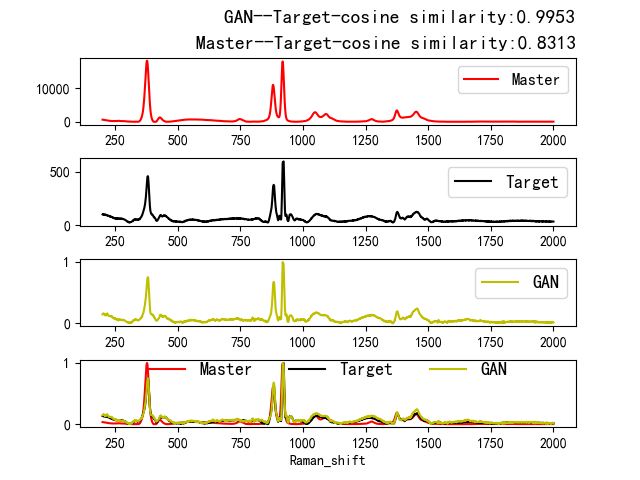 GAN--Target-cosine similarity:0.9953
Master--Target-cosine similarity:0.8313
10000
0
Master
250 500 750 1000 1250 1500 1750 2000
500
0
Target
250 500 750 1000 1250 1500 1750 2000
1
0
GAN
250 500 750 1000 1250 1500 1750 2000
1
0
Master Target GAN
250 500 750 1000 1250 1500 1750 2000
Raman_shift